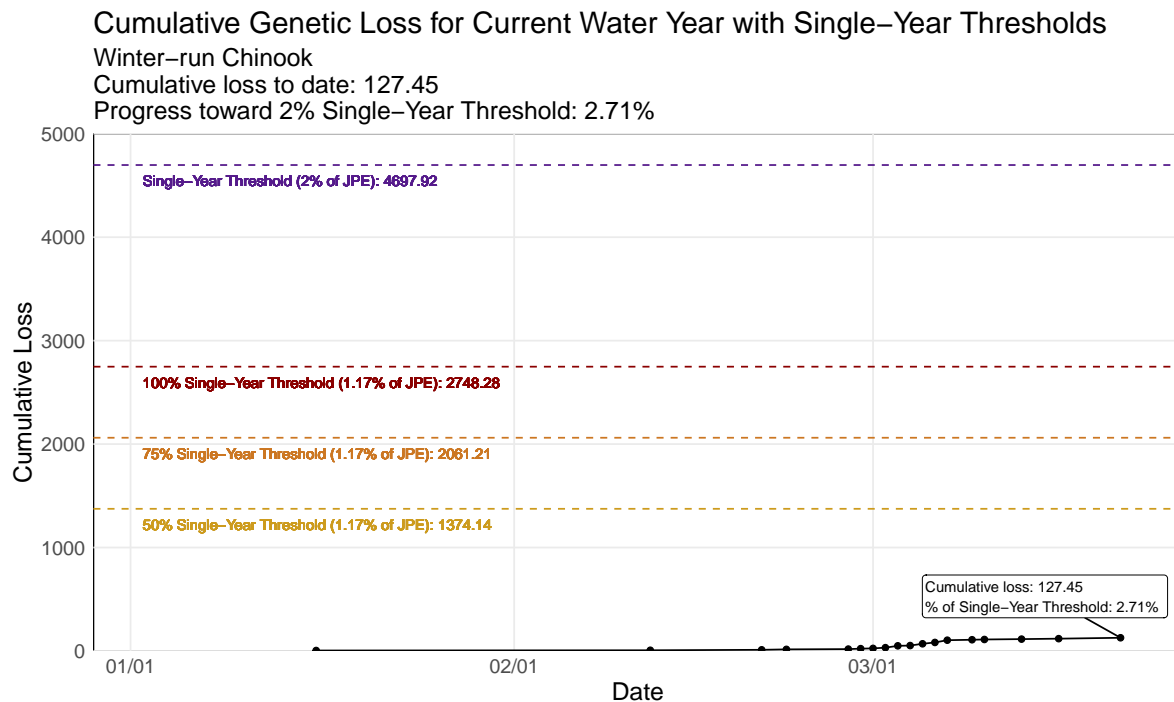 Cumulative Genetic Loss for Current Water Year with Single−Year Thresholds
Winter−run Chinook
Cumulative loss to date: 127.45
Progress toward 2% Single−Year Threshold: 2.71%
5000
Single−Year Threshold (2% of JPE): 4697.92
4000
3000
100% Single−Year Threshold (1.17% of JPE): 2748.28
2000
75% Single−Year Threshold (1.17% of JPE): 2061.21
50% Single−Year Threshold (1.17% of JPE): 1374.14
1000
Cumulative loss: 127.45
% of Single−Year Threshold: 2.71%
0
Cumulative Loss
01/01
02/01
03/01
Date